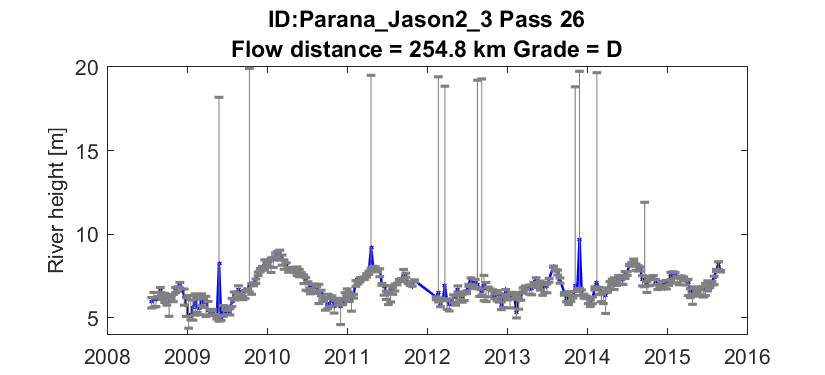 ID:Parana_Jason2_3 Pass 26
Flow distance = 254.8 km Grade = D
River height [m]
20
15
10
5
2008 2009 2010 2011 2012 2013 2014 2015 2016